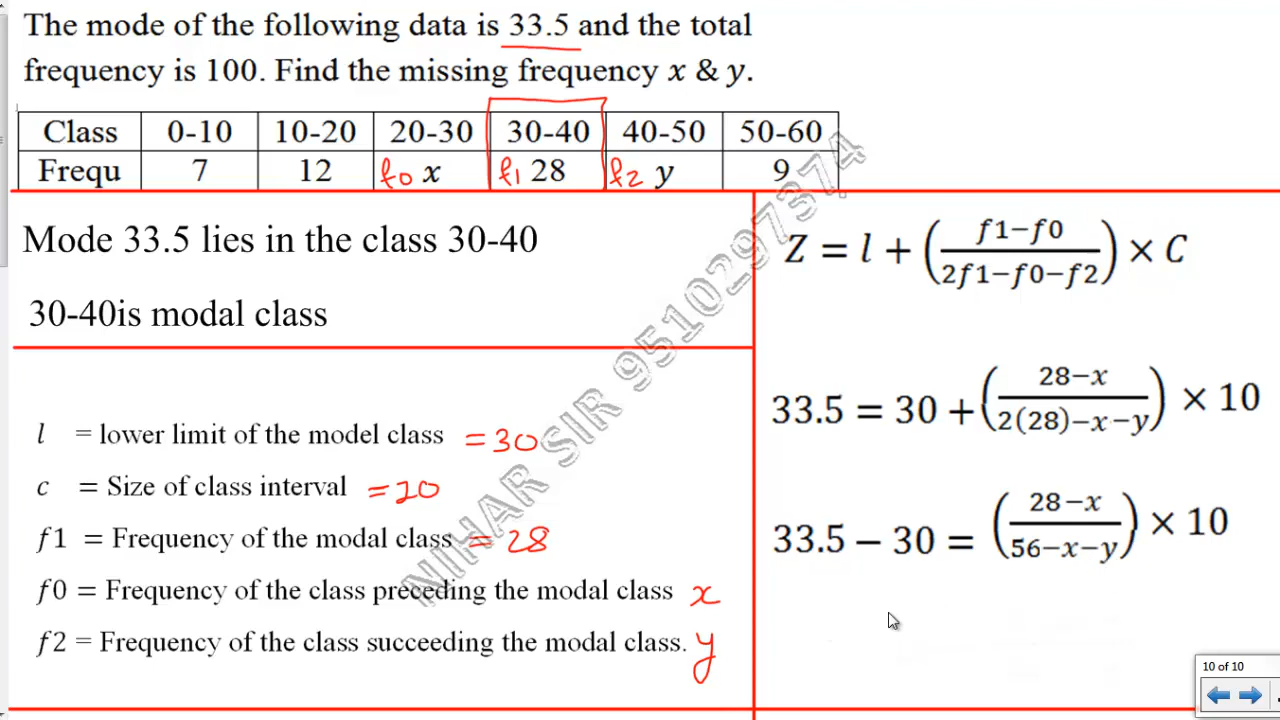 The mode of the following data is 33.5 and the total
frequency is 100. Find the missing frequency x & y.
Class 0-10 10-20 20-30 30-40 40-50 50-60
Frequ 7 12 f0 x f1 28 f2 y 9
Mode 33.5 lies in the class 30-40
30-40is modal class
l = lower limit of the model class = 30
c = Size of class interval = 20
f1 = Frequency of the modal class = 28
f0 = Frequency of the class preceding the modal class x
f2 = Frequency of the class succeeding the modal class. y
Z = l + (f1−f0 / 2f1−f0−f2) × C
33.5 = 30 + (28−x / 2(28)−x−y) × 10
33.5 − 30 = (28−x / 56−x−y) × 10
NIHAR SIR 9510297374
10 of 10